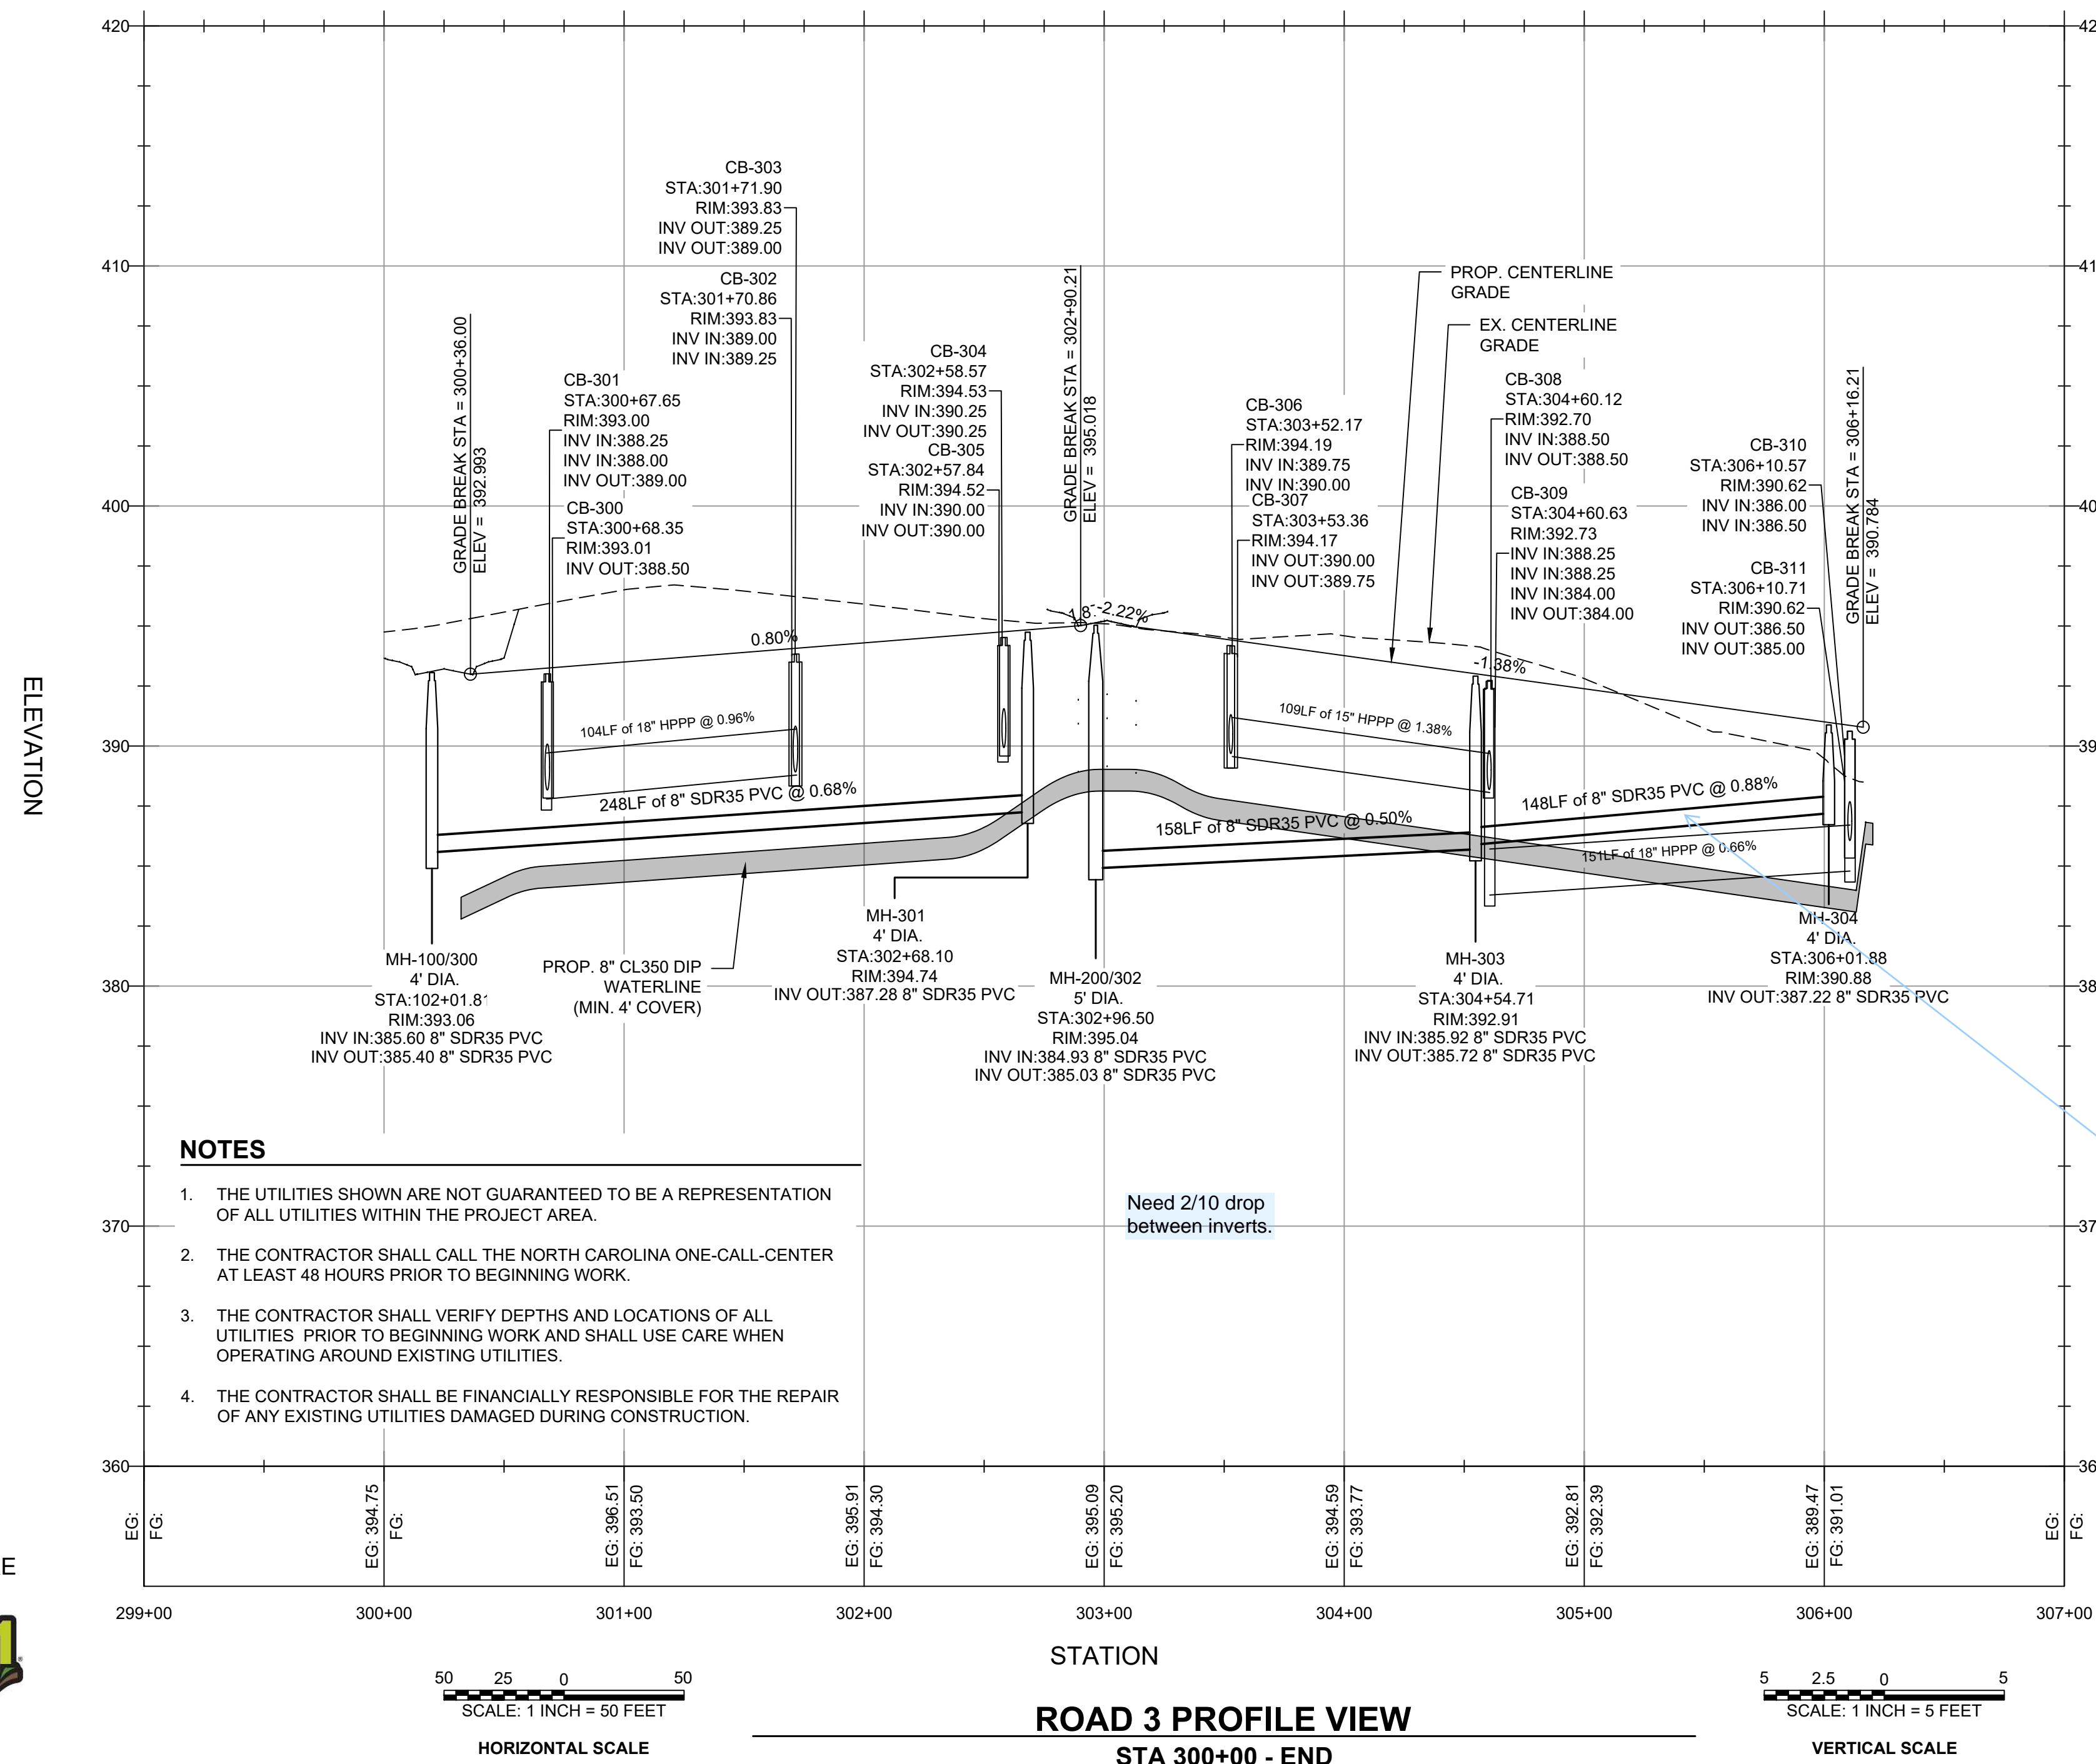 420
CB-303
STA:301+71.90
RIM:393.83
INV OUT:389.25
INV OUT:389.00
CB-302
STA:301+70.86
RIM:393.83
INV IN:389.00
INV IN:389.25
410
GRADE BREAK STA = 302+90.21
ELEV = 395.018
PROP. CENTERLINE
GRADE
EX. CENTERLINE
GRADE
GRADE BREAK STA = 300+36.00
ELEV = 392.993
CB-301
STA:300+67.65
RIM:393.00
INV IN:388.25
INV IN:388.00
INV OUT:389.00
CB-300
STA:300+68.35
RIM:393.01
INV OUT:388.50
CB-304
STA:302+58.57
RIM:394.53
INV IN:390.25
INV OUT:390.25
CB-305
STA:302+57.84
RIM:394.52
INV IN:390.00
INV OUT:390.00
CB-306
STA:303+52.17
RIM:394.19
INV IN:389.75
INV IN:390.00
CB-307
STA:303+53.36
RIM:394.17
INV OUT:390.00
INV OUT:389.75
CB-308
STA:304+60.12
RIM:392.70
INV IN:388.50
INV OUT:388.50
CB-309
STA:304+60.63
RIM:392.73
INV IN:388.25
INV IN:388.25
INV IN:384.00
INV OUT:384.00
CB-310
STA:306+10.57
RIM:390.62
INV IN:386.00
INV IN:386.50
CB-311
STA:306+10.71
RIM:390.62
INV OUT:386.50
INV OUT:385.00
GRADE BREAK STA = 306+16.21
ELEV = 390.784
400
0.80%
-2.22%
-1.38%
ELEVATION
390
104LF of 18" HPPP @ 0.96%
248LF of 8" SDR35 PVC @ 0.68%
109LF of 15" HPPP @ 1.38%
158LF of 8" SDR35 PVC @ 0.50%
148LF of 8" SDR35 PVC @ 0.88%
151LF of 18" HPPP @ 0.66%
380
MH-100/300
4' DIA.
STA:102+01.81
RIM:393.06
INV IN:385.60 8" SDR35 PVC
INV OUT:385.40 8" SDR35 PVC
PROP. 8" CL350 DIP
WATERLINE
(MIN. 4' COVER)
MH-301
4' DIA.
STA:302+68.10
RIM:394.74
INV OUT:387.28 8" SDR35 PVC
MH-200/302
5' DIA.
STA:302+96.50
RIM:395.04
INV IN:384.93 8" SDR35 PVC
INV OUT:385.03 8" SDR35 PVC
MH-303
4' DIA.
STA:304+54.71
RIM:392.91
INV IN:385.92 8" SDR35 PVC
INV OUT:385.72 8" SDR35 PVC
MH-304
4' DIA.
STA:306+01.88
RIM:390.88
INV OUT:387.22 8" SDR35 PVC
NOTES
1. THE UTILITIES SHOWN ARE NOT GUARANTEED TO BE A REPRESENTATION
OF ALL UTILITIES WITHIN THE PROJECT AREA.
2. THE CONTRACTOR SHALL CALL THE NORTH CAROLINA ONE-CALL-CENTER
AT LEAST 48 HOURS PRIOR TO BEGINNING WORK.
3. THE CONTRACTOR SHALL VERIFY DEPTHS AND LOCATIONS OF ALL
UTILITIES PRIOR TO BEGINNING WORK AND SHALL USE CARE WHEN
OPERATING AROUND EXISTING UTILITIES.
4. THE CONTRACTOR SHALL BE FINANCIALLY RESPONSIBLE FOR THE REPAIR
OF ANY EXISTING UTILITIES DAMAGED DURING CONSTRUCTION.
370
Need 2/10 drop
between inverts.
360
EG:
FG:
EG: 394.75
FG:
EG: 396.51
FG: 393.50
EG: 395.91
FG: 394.30
EG: 395.09
FG: 395.20
EG: 394.59
FG: 393.77
EG: 392.81
FG: 392.39
EG: 389.47
FG: 391.01
EG:
FG:
E
299+00 300+00 301+00 302+00 303+00 304+00 305+00 306+00 307+00
STATION
50 25 0 50
SCALE: 1 INCH = 50 FEET
HORIZONTAL SCALE
ROAD 3 PROFILE VIEW
STA 300+00 - END
5 2.5 0 5
SCALE: 1 INCH = 5 FEET
VERTICAL SCALE